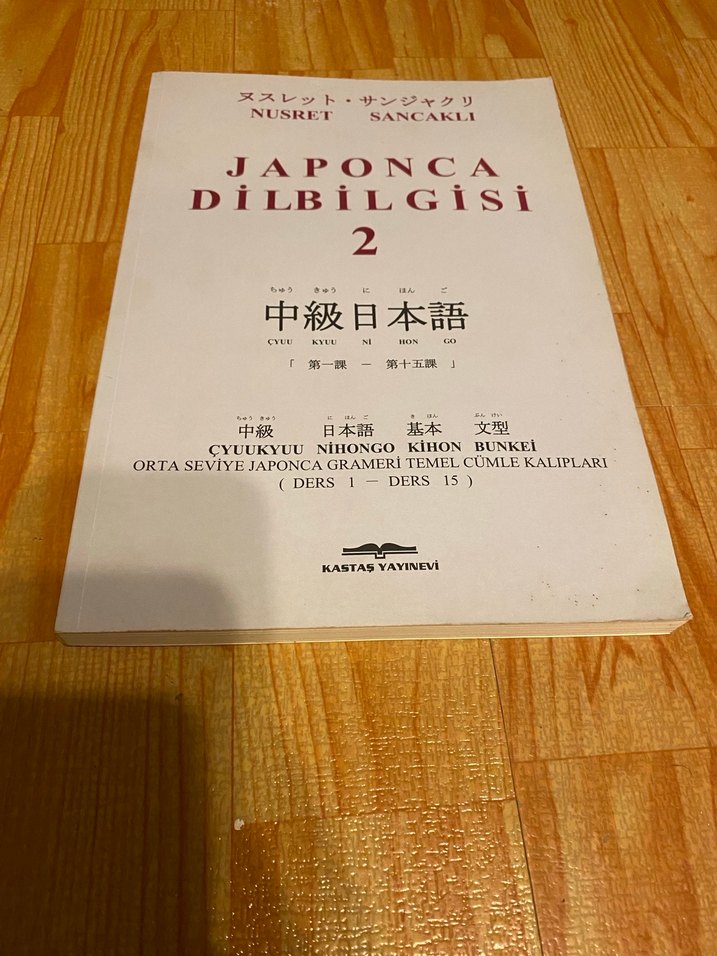 ヌスレット・サンジャクリ
NUSRET SANCAKLI
JAPONCA
DİLBİLGİSİ
2
ちゅう きゅう に ほん ご
中級日本語
ÇYUU KYUU Nİ HON GO
「 第一課 － 第十五課 」
ちゅう きゅう に ほん ご き ほん ぶん けい
中級 日本語 基本 文型
ÇYUUKYUU NİHONGO KİHON BUNKEİ
ORTA SEVİYE JAPONCA GRAMERİ TEMEL CÜMLE KALIPLARI
( DERS 1 － DERS 15 )
KASTAŞ YAYINEVİ